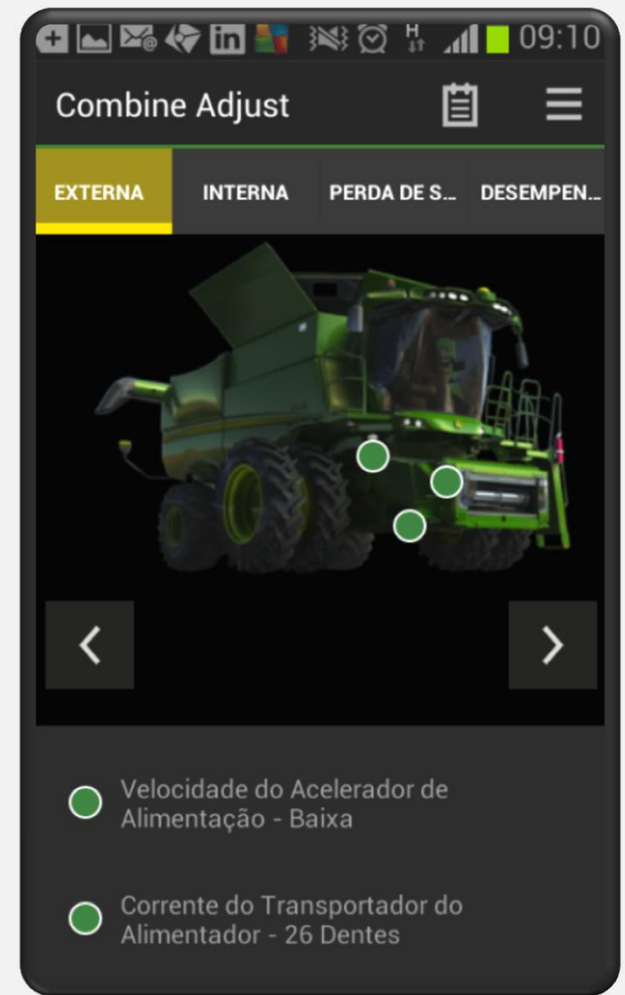 in H 09:10
Combine Adjust
EXTERNA INTERNA PERDA DE S... DESEMPEN...
Velocidade do Acelerador de
Alimentação - Baixa
Corrente do Transportador do
Alimentador - 26 Dentes